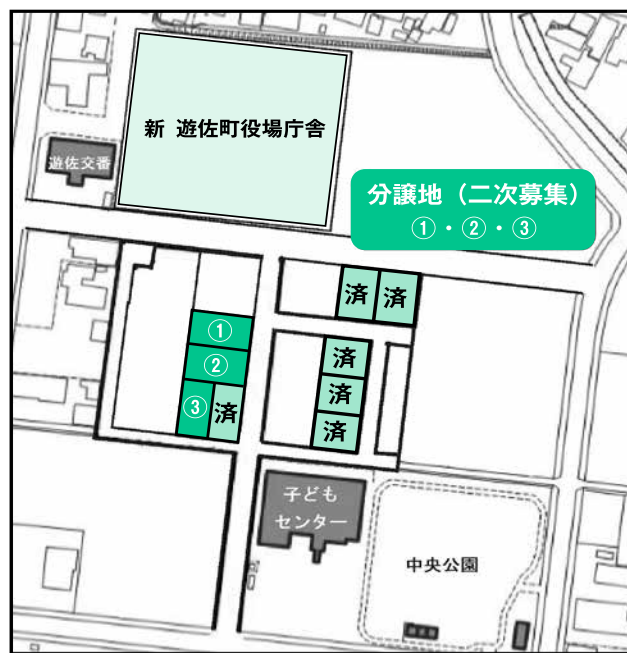 新 遊佐町役場庁舎
遊佐交番
分譲地（二次募集）
①・②・③
済
済
①
②
③
済
済
済
済
子ども
センター
中央公園